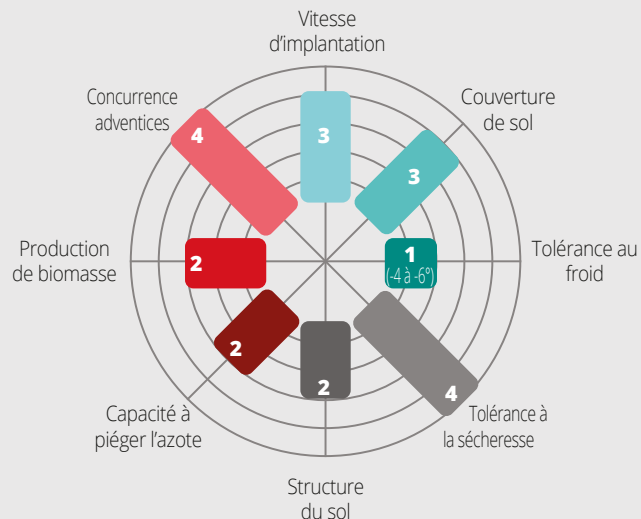 Vitesse
d’implantation
Concurrence
adventices
Couverture
de sol
4
3
3
Production
de biomasse
2
1
(-4 à -6°)
Tolérance au
froid
2
2
4
Capacité à
piéger l’azote
Tolérance à
la sécheresse
Structure
du sol